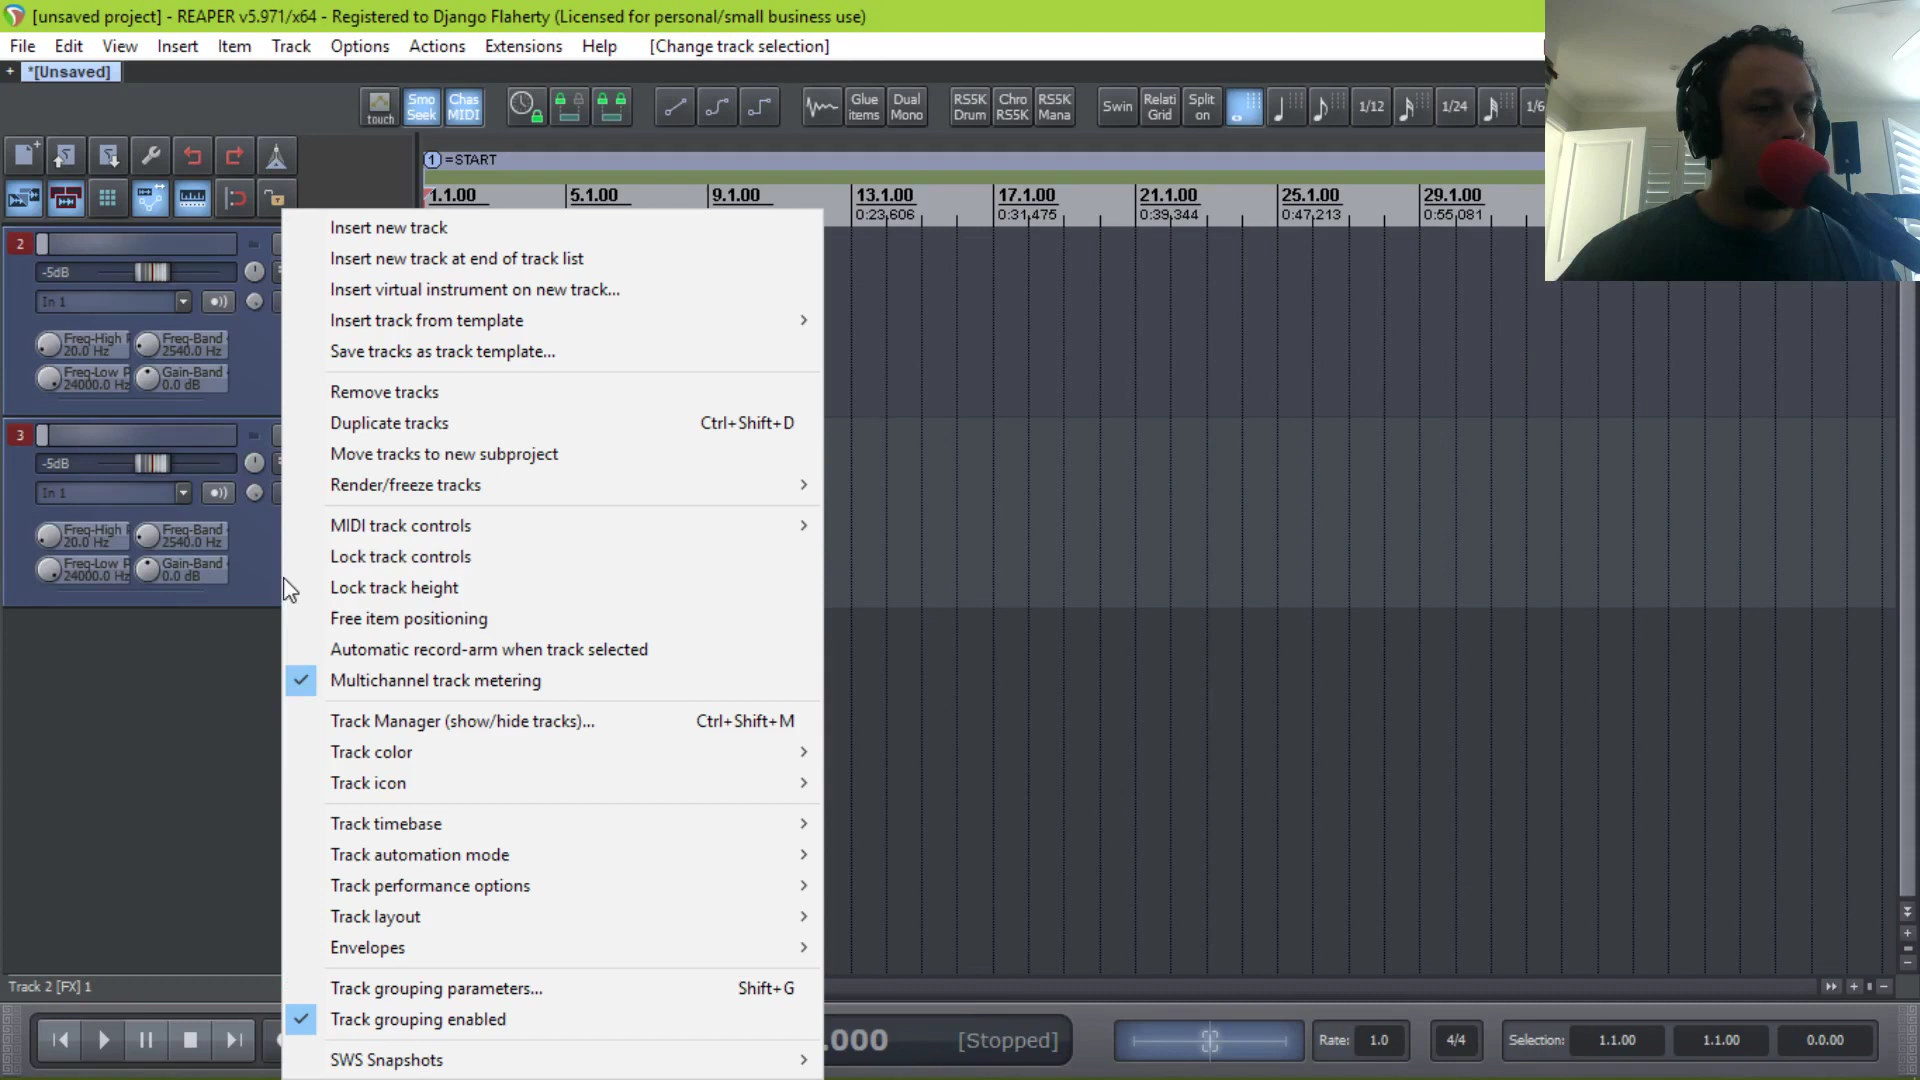 [unsaved project] - REAPER v5.971/x64 - Registered to Django Flaherty (Licensed for personal/small business use)
File Edit View Insert Item Track Options Actions Extensions Help [Change track selection]
+ *[Unsaved]
touch Smo Seek Chas MIDI Glue items Dual Mono RS5K Drum Chro RS5K RS5K Mana Swin Relati Grid Split on 1/12 1/24
1 =START
1.1.00 5.1.00 9.1.00 13.1.00 17.1.00 21.1.00 25.1.00 29.1.00
0:23,606 0:31,475 0:39,344 0:47,213 0:55,081
2
-5dB
In 1
Freq-High Freq-Band
20.0 Hz 2540.0 Hz
Freq-Low Gain-Band
24000.0 Hz 0.0 dB
3
-5dB
In 1
Freq-High Freq-Band
20.0 Hz 2540.0 Hz
Freq-Low Gain-Band
24000.0 Hz 0.0 dB
Insert new track
Insert new track at end of track list
Insert virtual instrument on new track...
Insert track from template
Save tracks as track template...
Remove tracks
Duplicate tracks Ctrl+Shift+D
Move tracks to new subproject
Render/freeze tracks
MIDI track controls
Lock track controls
Lock track height
Free item positioning
Automatic record-arm when track selected
Multichannel track metering
Track Manager (show/hide tracks)... Ctrl+Shift+M
Track color
Track icon
Track timebase
Track automation mode
Track performance options
Track layout
Envelopes
Track grouping parameters... Shift+G
Track grouping enabled
SWS Snapshots
Track 2 [FX] 1
.000 [Stopped] Rate: 1.0 4/4 Selection: 1.1.00 1.1.00 0.0.00